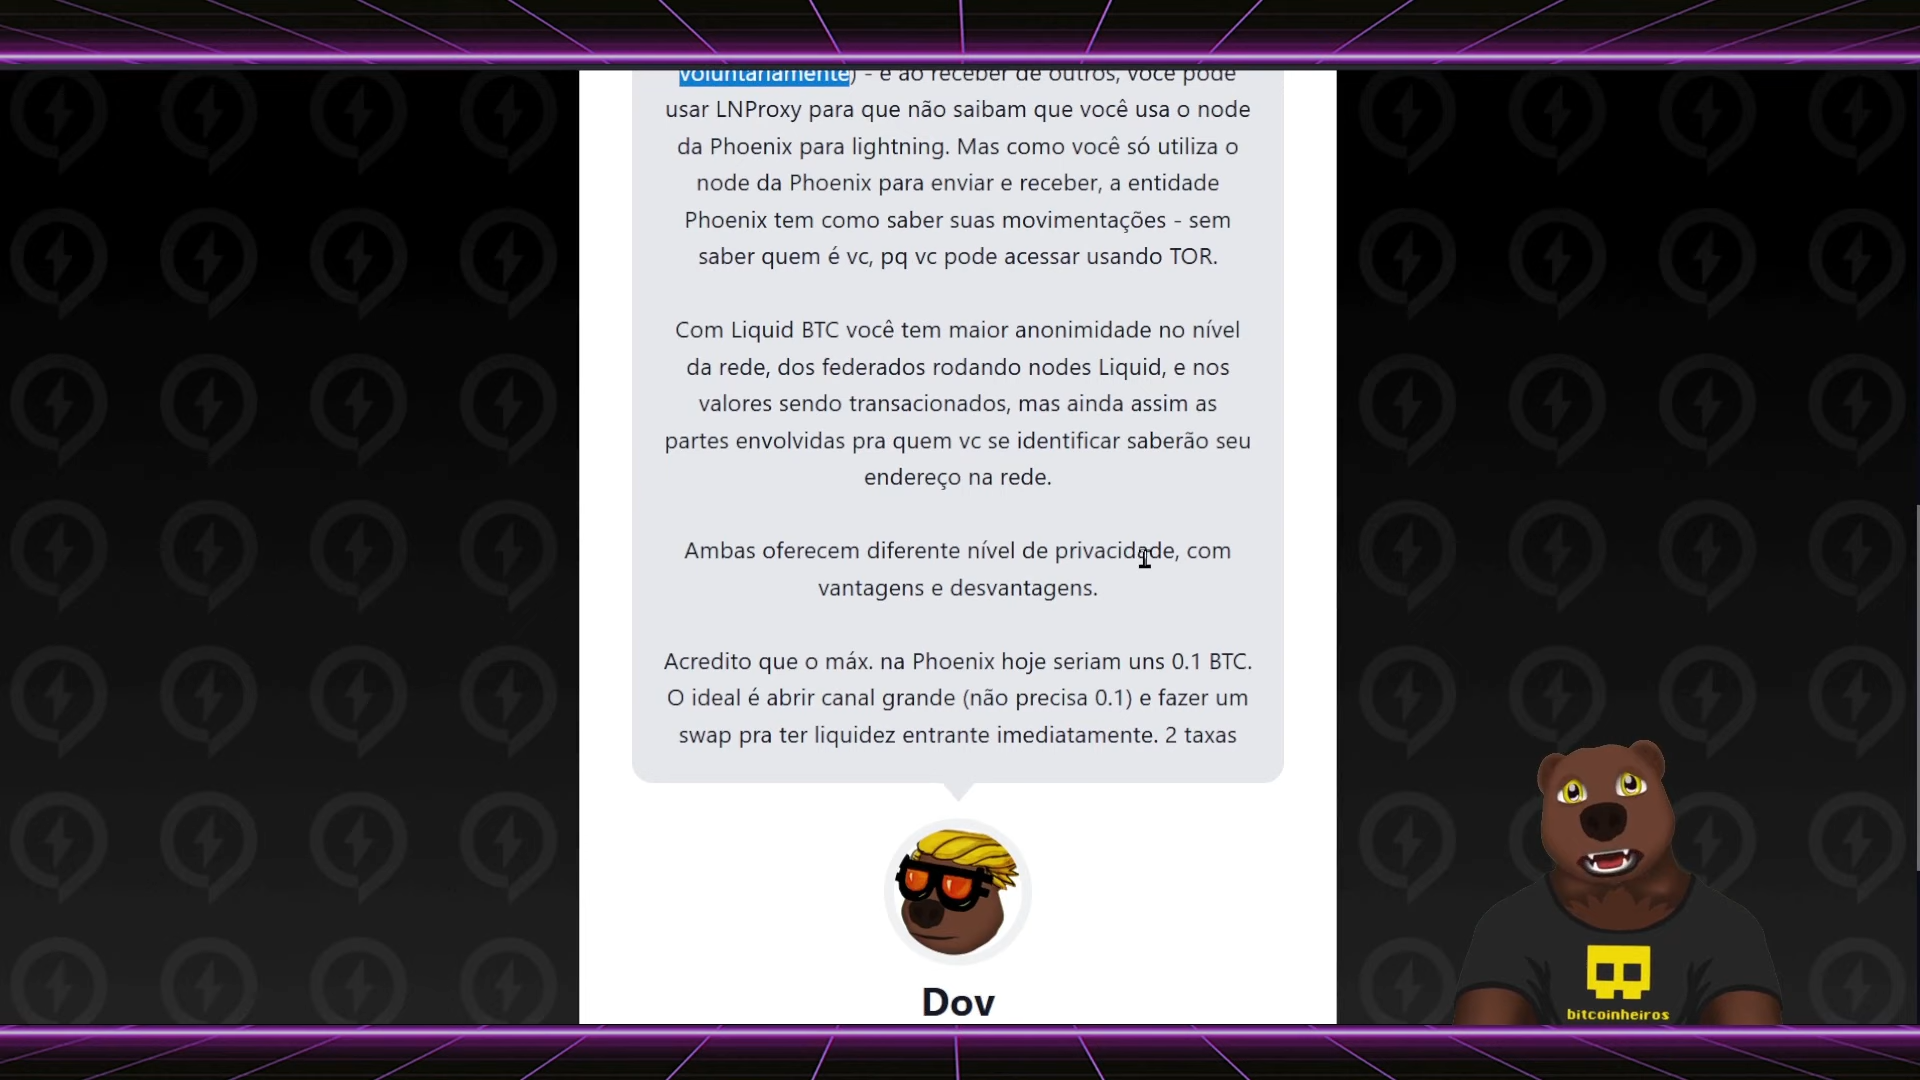 voluntariamente) - e ao receber de outros, você pode
usar LNProxy para que não saibam que você usa o node
da Phoenix para lightning. Mas como você só utiliza o
node da Phoenix para enviar e receber, a entidade
Phoenix tem como saber suas movimentações - sem
saber quem é vc, pq vc pode acessar usando TOR.
Com Liquid BTC você tem maior anonimidade no nível
da rede, dos federados rodando nodes Liquid, e nos
valores sendo transacionados, mas ainda assim as
partes envolvidas pra quem vc se identificar saberão seu
endereço na rede.
Ambas oferecem diferente nível de privacidade, com
vantagens e desvantagens.
Acredito que o máx. na Phoenix hoje seriam uns 0.1 BTC.
O ideal é abrir canal grande (não precisa 0.1) e fazer um
swap pra ter liquidez entrante imediatamente. 2 taxas
Dov
bitcoinheiros